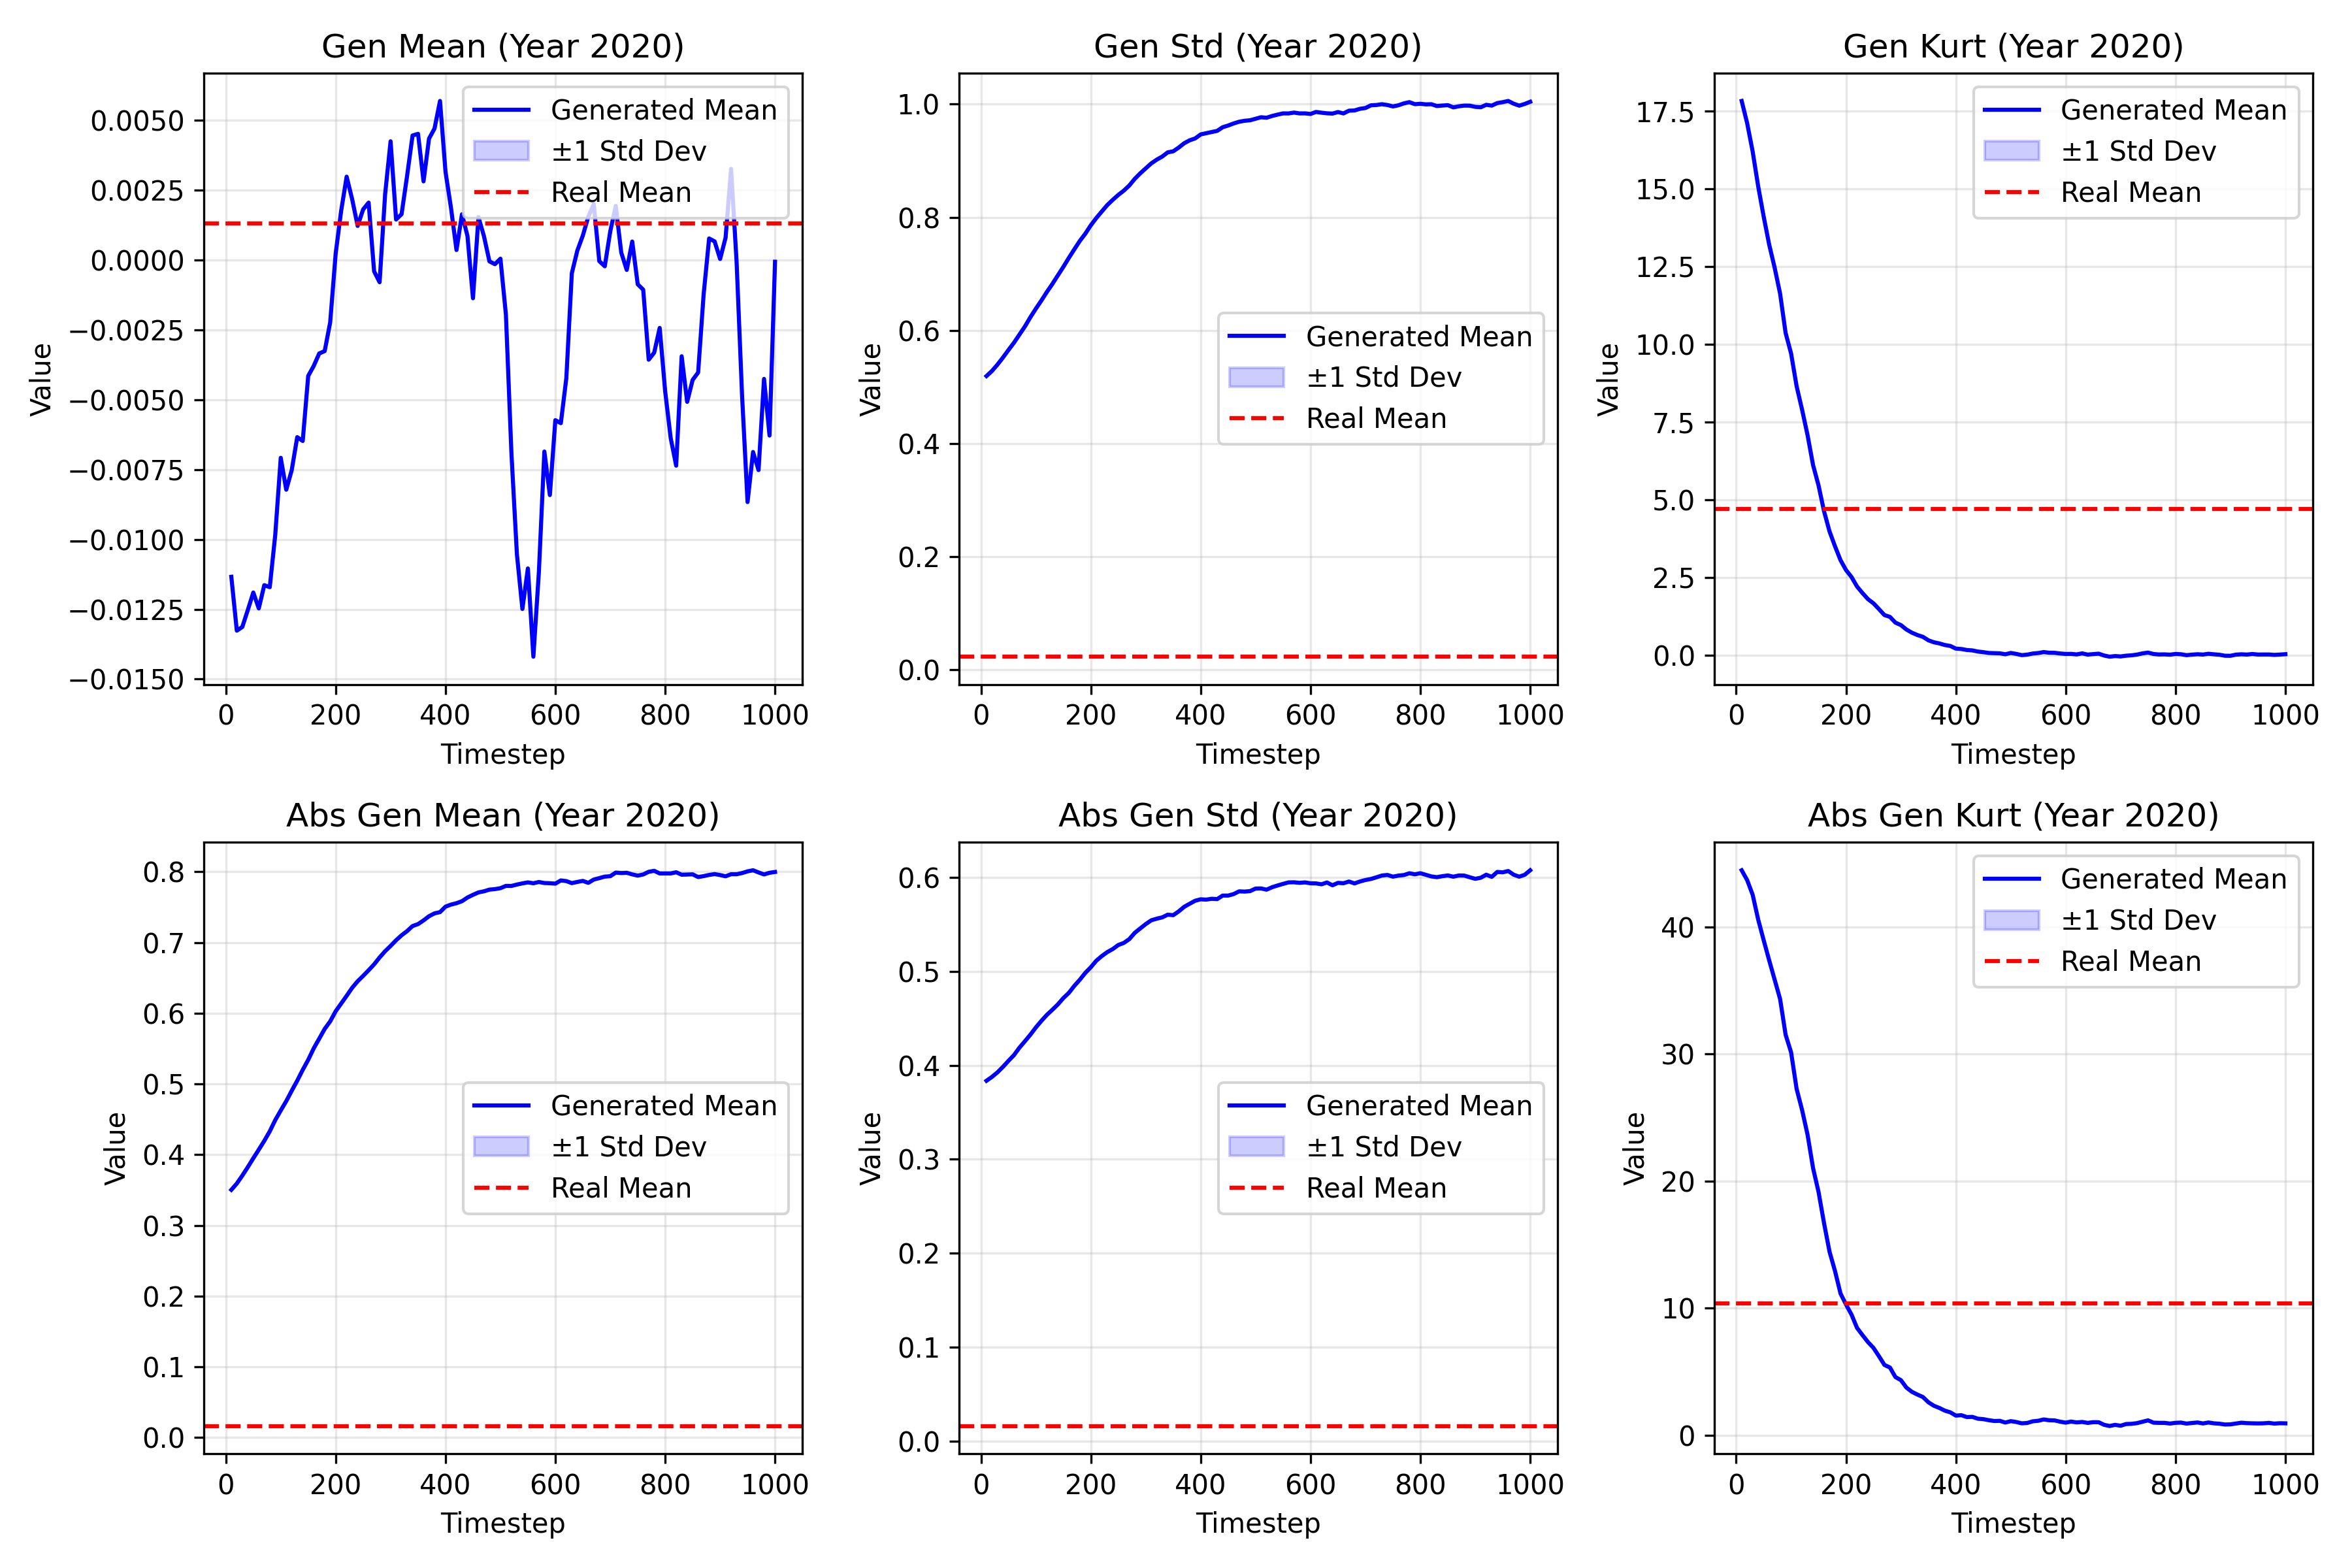 Gen Mean (Year 2020)
Value
0.0050
0.0025
0.0000
−0.0025
−0.0050
−0.0075
−0.0100
−0.0125
−0.0150
Generated Mean
±1 Std Dev
Real Mean
0 200 400 600 800 1000
Timestep
Gen Std (Year 2020)
Value
1.0
0.8
0.6
0.4
0.2
0.0
Generated Mean
±1 Std Dev
Real Mean
0 200 400 600 800 1000
Timestep
Gen Kurt (Year 2020)
Value
17.5
15.0
12.5
10.0
7.5
5.0
2.5
0.0
Generated Mean
±1 Std Dev
Real Mean
0 200 400 600 800 1000
Timestep
Abs Gen Mean (Year 2020)
Value
0.8
0.7
0.6
0.5
0.4
0.3
0.2
0.1
0.0
Generated Mean
±1 Std Dev
Real Mean
0 200 400 600 800 1000
Timestep
Abs Gen Std (Year 2020)
Value
0.6
0.5
0.4
0.3
0.2
0.1
0.0
Generated Mean
±1 Std Dev
Real Mean
0 200 400 600 800 1000
Timestep
Abs Gen Kurt (Year 2020)
Value
40
30
20
10
0
Generated Mean
±1 Std Dev
Real Mean
0 200 400 600 800 1000
Timestep